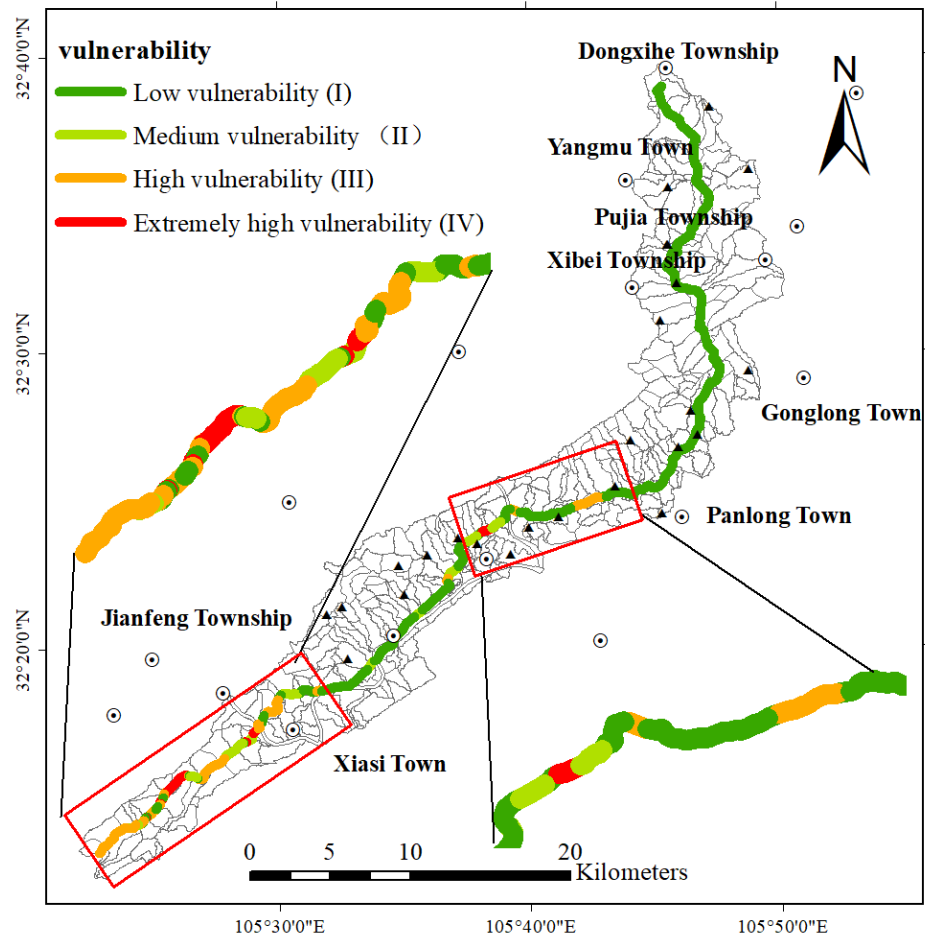 32°40'0"N
32°30'0"N
32°20'0"N
vulnerability
Low vulnerability (I)
Medium vulnerability （II）
High vulnerability (III)
Extremely high vulnerability (IV)
Dongxihe Township
N
Yangmu Town
Pujia Township
Xibei Township
Gonglong Town
Panlong Town
Jianfeng Township
Xiasi Town
0 5 10 20
Kilometers
105°30'0"E 105°40'0"E 105°50'0"E